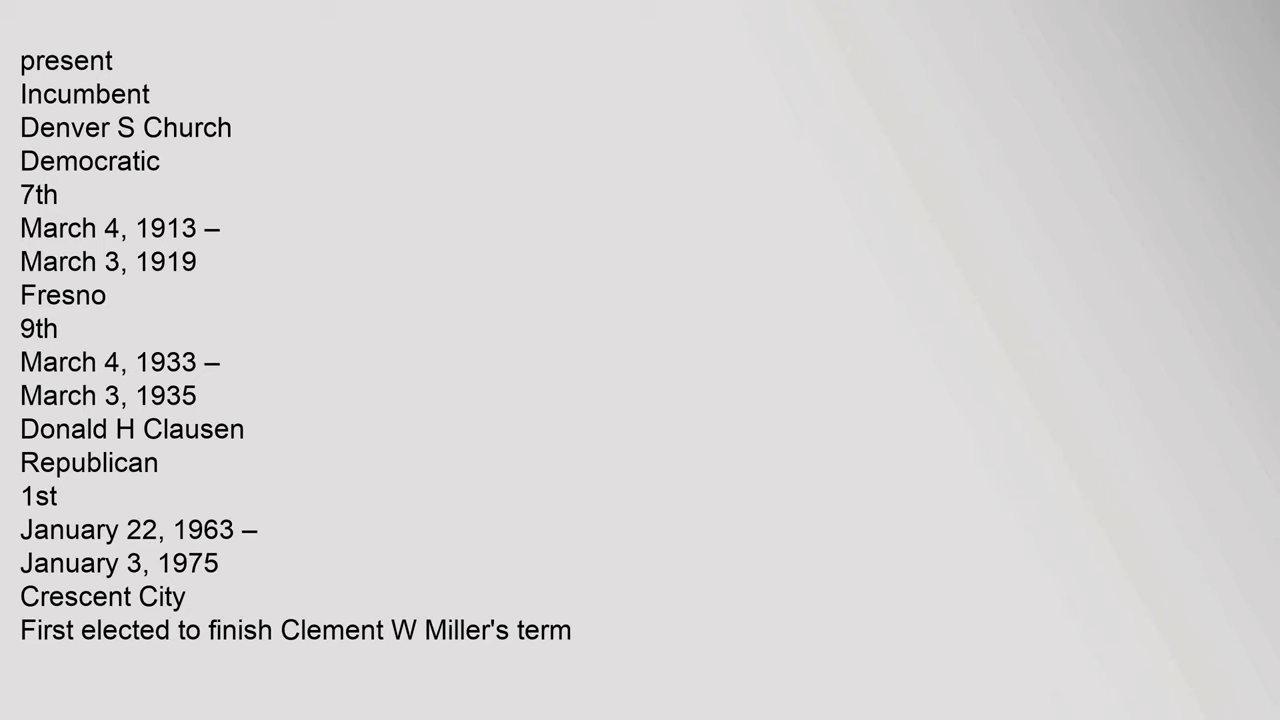 present
Incumbent
Denver S Church
Democratic
7th
March 4, 1913 –
March 3, 1919
Fresno
9th
March 4, 1933 –
March 3, 1935
Donald H Clausen
Republican
1st
January 22, 1963 –
January 3, 1975
Crescent City
First elected to finish Clement W Miller's term